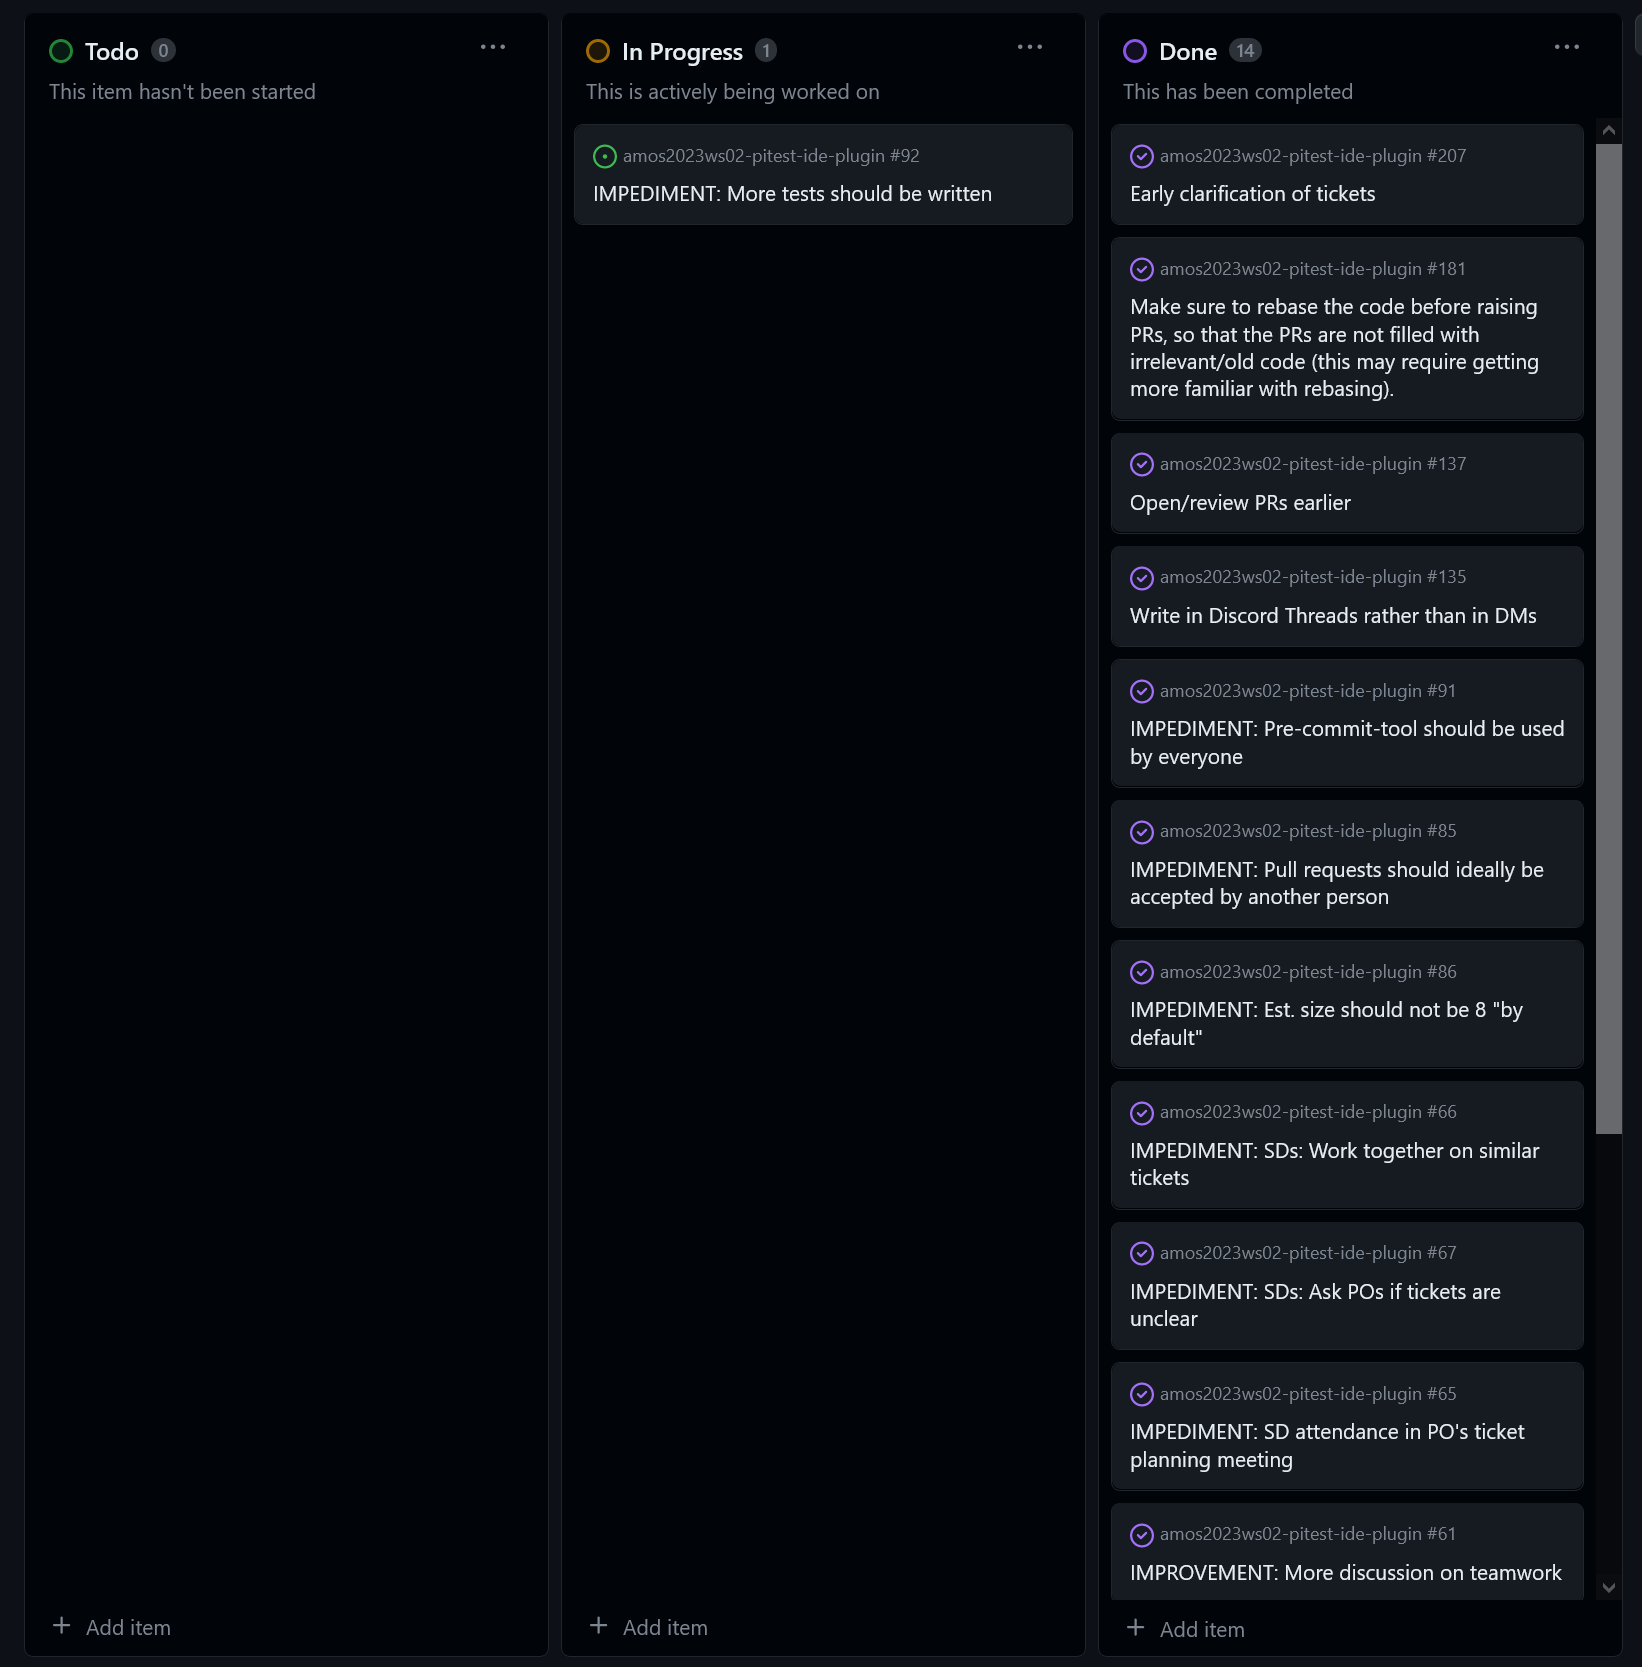 Todo 0
This item hasn't been started
Add item
In Progress 1
This is actively being worked on
amos2023ws02-pitest-ide-plugin #92
IMPEDIMENT: More tests should be written
Add item
Done 14
This has been completed
amos2023ws02-pitest-ide-plugin #207
Early clarification of tickets
amos2023ws02-pitest-ide-plugin #181
Make sure to rebase the code before raising
PRs, so that the PRs are not filled with
irrelevant/old code (this may require getting
more familiar with rebasing).
amos2023ws02-pitest-ide-plugin #137
Open/review PRs earlier
amos2023ws02-pitest-ide-plugin #135
Write in Discord Threads rather than in DMs
amos2023ws02-pitest-ide-plugin #91
IMPEDIMENT: Pre-commit-tool should be used
by everyone
amos2023ws02-pitest-ide-plugin #85
IMPEDIMENT: Pull requests should ideally be
accepted by another person
amos2023ws02-pitest-ide-plugin #86
IMPEDIMENT: Est. size should not be 8 "by
default"
amos2023ws02-pitest-ide-plugin #66
IMPEDIMENT: SDs: Work together on similar
tickets
amos2023ws02-pitest-ide-plugin #67
IMPEDIMENT: SDs: Ask POs if tickets are
unclear
amos2023ws02-pitest-ide-plugin #65
IMPEDIMENT: SD attendance in PO's ticket
planning meeting
amos2023ws02-pitest-ide-plugin #61
IMPROVEMENT: More discussion on teamwork
Add item